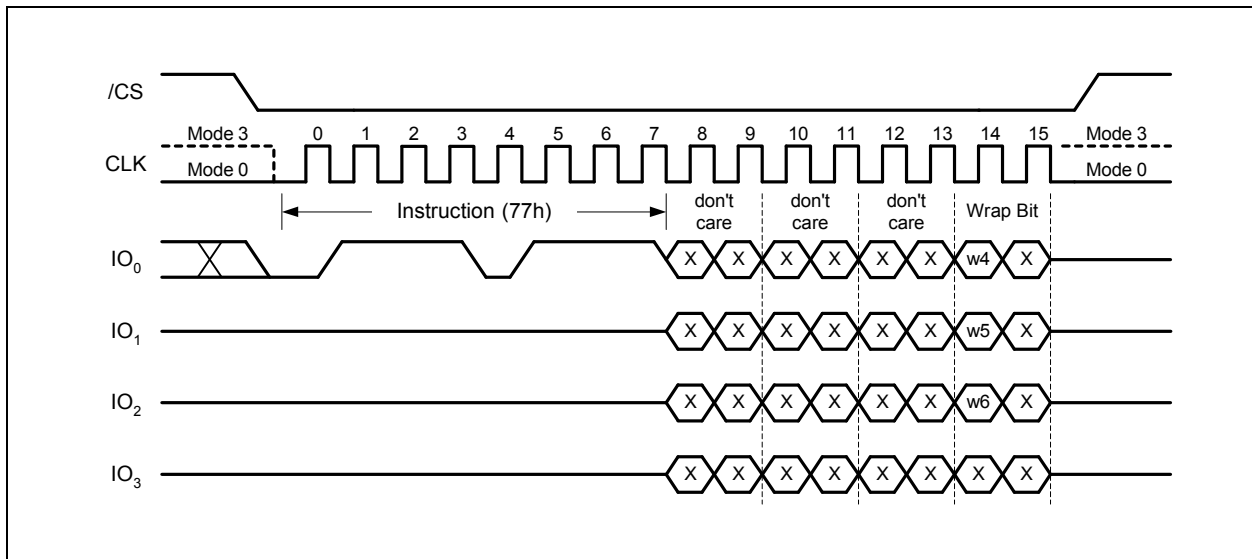 /CS
Mode 3 0 1 2 3 4 5 6 7 8 9 10 11 12 13 14 15 Mode 3
CLK
Mode 0 Mode 0
Instruction (77h) don't care don't care don't care Wrap Bit
IO0 X X X X X X w4 X
IO1 X X X X X X w5 X
IO2 X X X X X X w6 X
IO3 X X X X X X X X